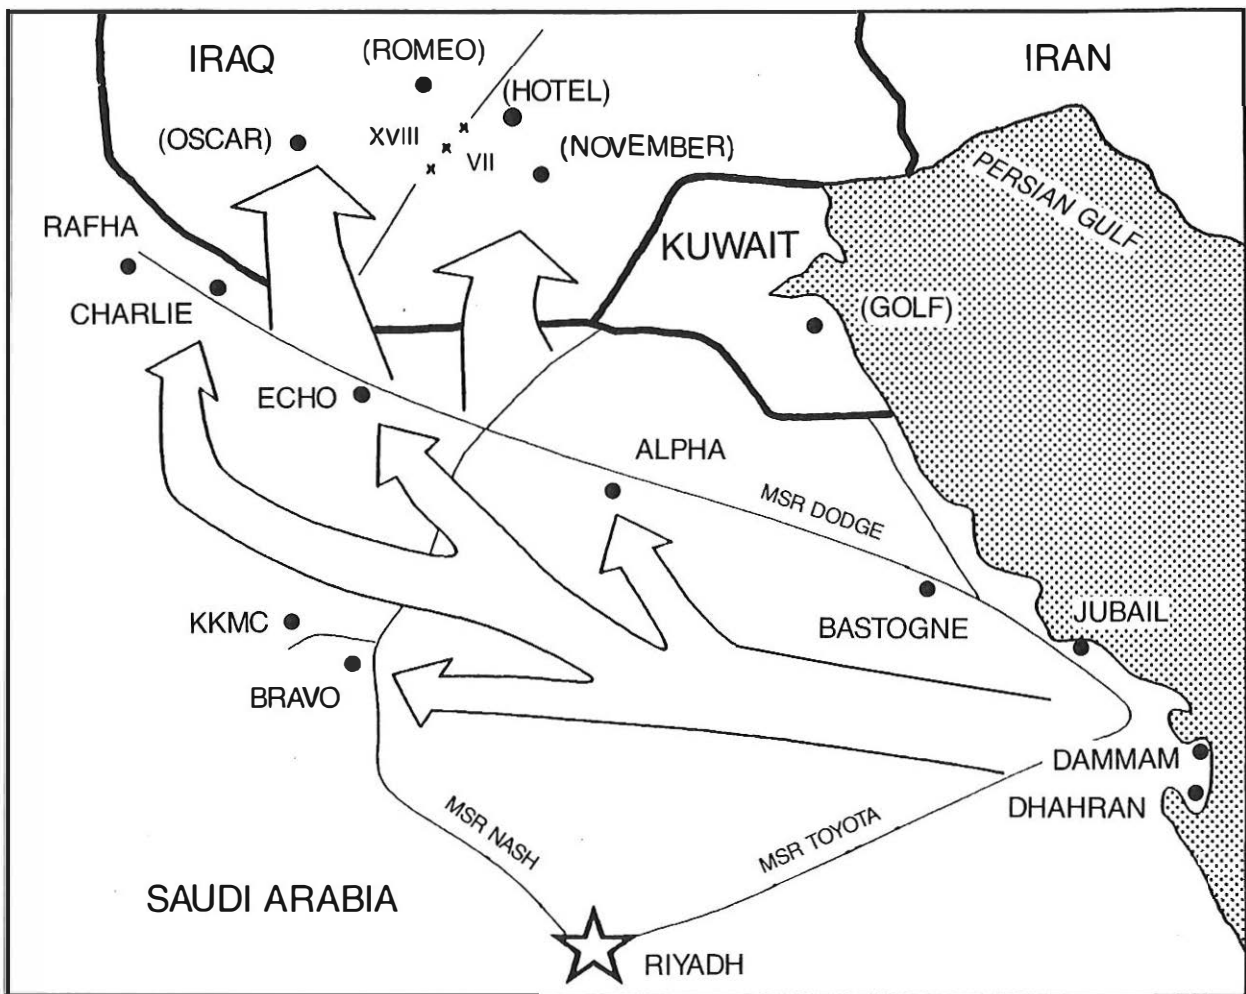 (ROMEO)
IRAQ
IRAN
(HOTEL)
(OSCAR)
XVIII
VII
(NOVEMBER)
PERSIAN GULF
RAFHA
KUWAIT
CHARLIE
(GOLF)
ECHO
ALPHA
MSR DODGE
KKMC
BASTOGNE
JUBAIL
BRAVO
DAMMAM
DHAHRAN
MSR NASH
MSR TOYOTA
SAUDI ARABIA
RIYADH